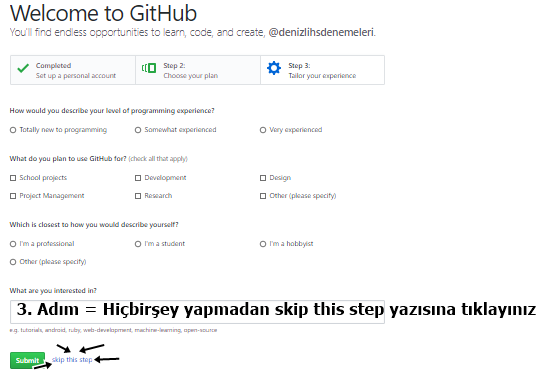 Welcome to GitHub
You'll find endless opportunities to learn, code, and create, @denizlihsdenemeleri.
Completed
Set up a personal account
Step 2:
Choose your plan
Step 3:
Tailor your experience
How would you describe your level of programming experience?
Totally new to programming Somewhat experienced Very experienced
What do you plan to use GitHub for? (check all that apply)
School projects Development Design
Project Management Research Other (please specify)
Which is closest to how you would describe yourself?
I'm a professional I'm a student I'm a hobbyist
Other (please specify)
What are you interested in?
3. Adım = Hiçbirşey yapmadan skip this step yazısına tıklayınız
e.g. tutorials, android, ruby, web-development, machine-learning, open-source
Submit skip this step